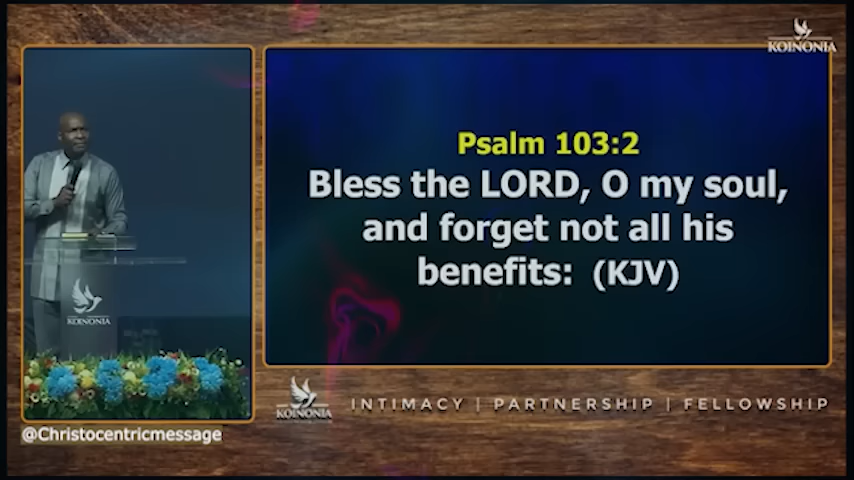 KOINONIA
Psalm 103:2
Bless the LORD, O my soul,
and forget not all his
benefits: (KJV)
KOINONIA
KOINONIA
INTIMACY | PARTNERSHIP | FELLOWSHIP
@Christocentricmessage